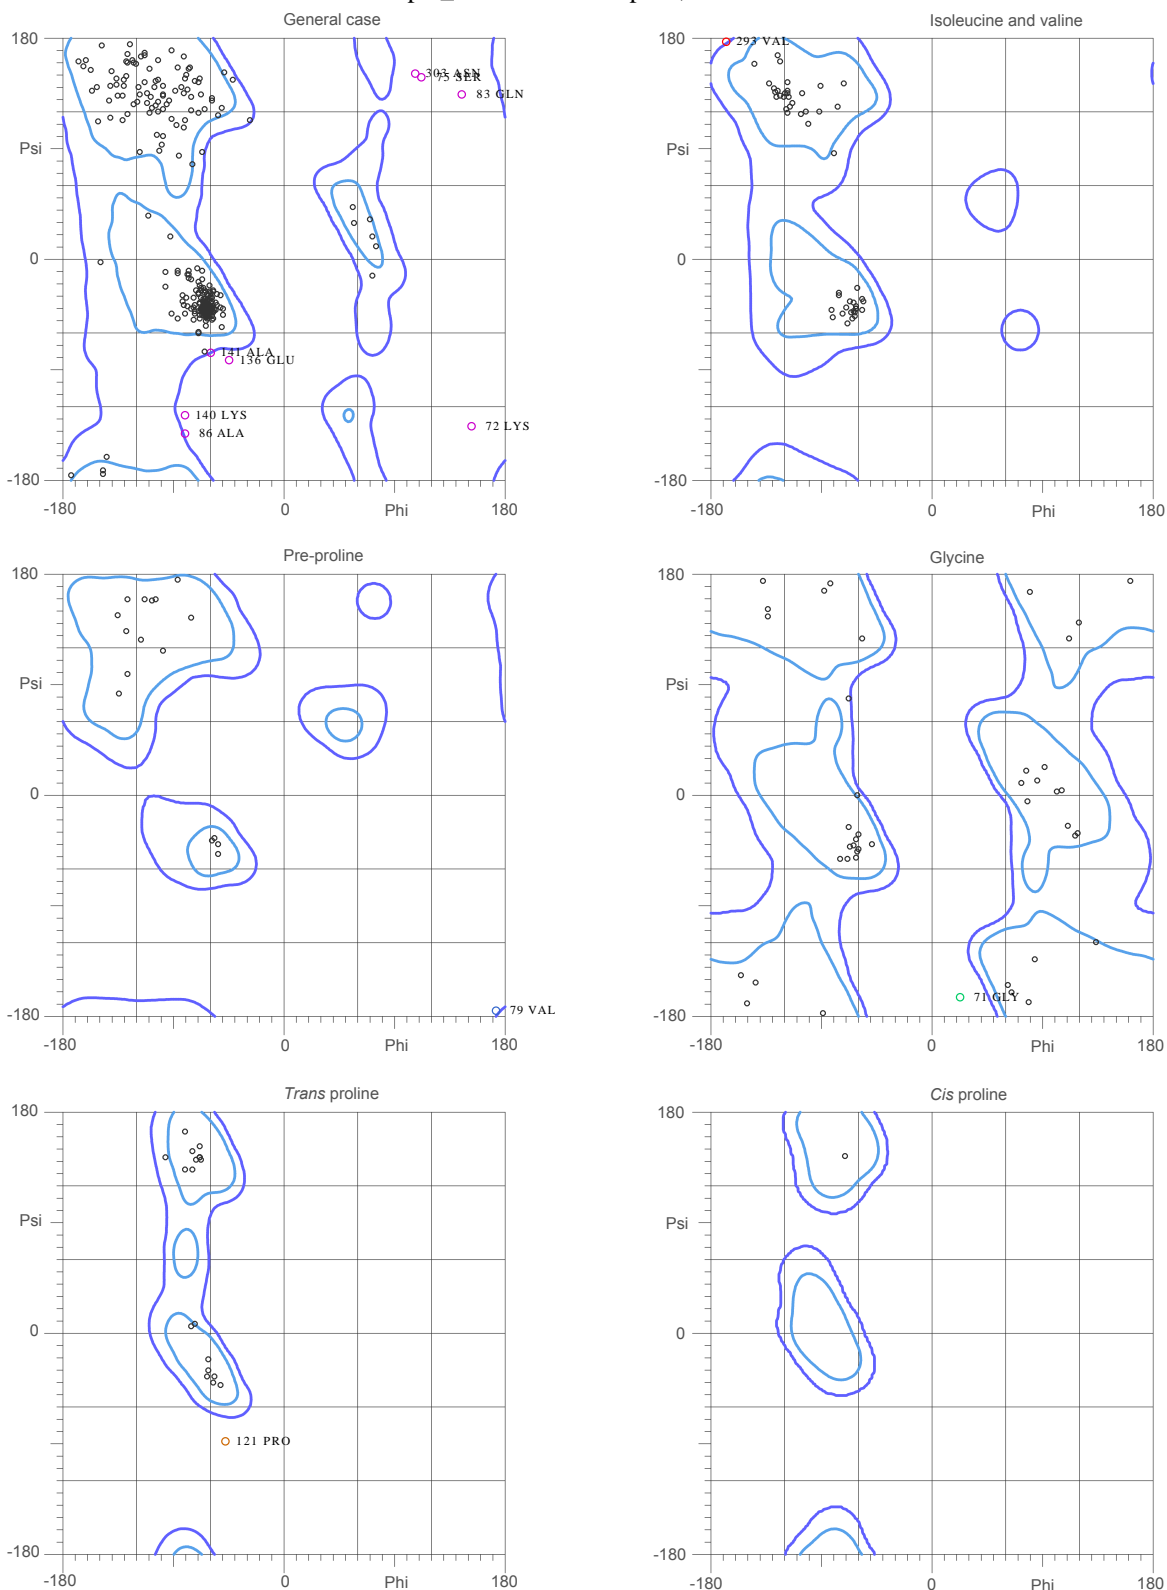 General case
Isoleucine and valine
180
303 ASN
75 SER
83 GLN
180
293 VAL
Psi
Psi
0
0
141 ALA
136 GLU
140 LYS
86 ALA
72 LYS
-180
-180
-180
0
Phi
180
-180
0
Phi
180
Pre-proline
Glycine
180
180
Psi
Psi
0
0
-180
79 VAL
-180
71 GLY
-180
0
Phi
180
-180
0
Phi
180
Trans proline
Cis proline
180
180
Psi
Psi
0
0
121 PRO
-180
-180
-180
0
Phi
180
-180
0
Phi
180